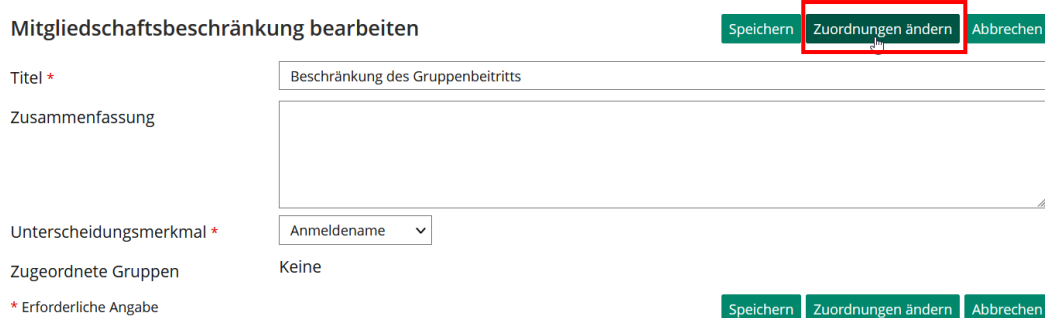 Mitgliedschaftsbeschränkung bearbeiten Speichern Zuordnungen ändern Abbrechen
Titel * Beschränkung des Gruppenbeitritts
Zusammenfassung
Unterscheidungsmerkmal * Anmeldename
Zugeordnete Gruppen Keine
* Erforderliche Angabe Speichern Zuordnungen ändern Abbrechen